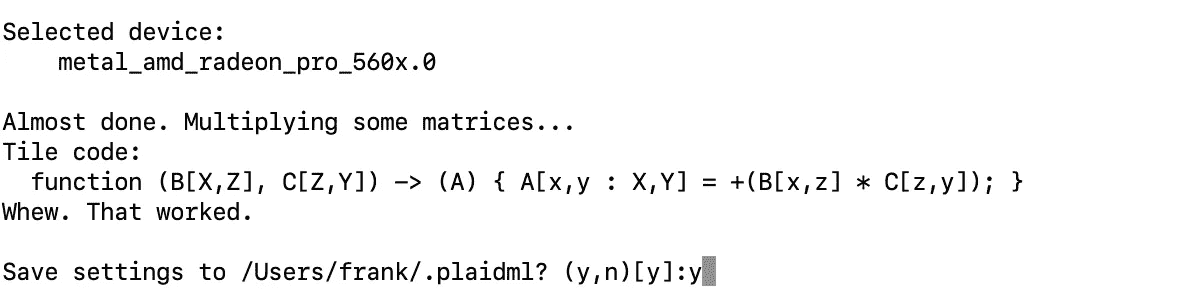 Selected device:
metal_amd_radeon_pro_560x.0
Almost done. Multiplying some matrices...
Tile code:
function (B[X,Z], C[Z,Y]) -> (A) { A[x,y : X,Y] = +(B[x,z] * C[z,y]); }
Whew. That worked.
Save settings to /Users/frank/.plaidml? (y,n)[y]:y